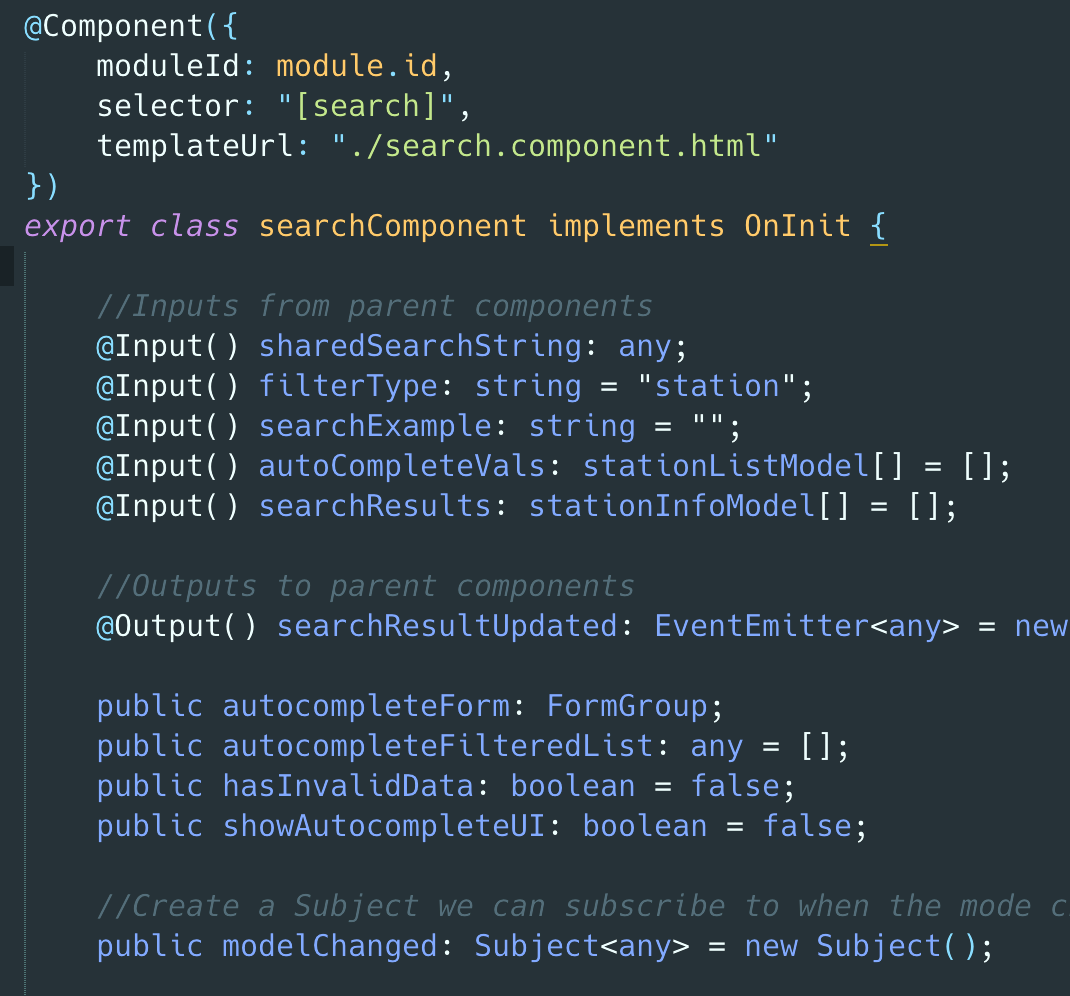 @Component({
    moduleId: module.id,
    selector: "[search]",
    templateUrl: "./search.component.html"
})
export class searchComponent implements OnInit {
    //Inputs from parent components
    @Input() sharedSearchString: any;
    @Input() filterType: string = "station";
    @Input() searchExample: string = "";
    @Input() autoCompleteVals: stationListModel[] = [];
    @Input() searchResults: stationInfoModel[] = [];
    //Outputs to parent components
    @Output() searchResultUpdated: EventEmitter<any> = new
    public autocompleteForm: FormGroup;
    public autocompleteFilteredList: any = [];
    public hasInvalidData: boolean = false;
    public showAutocompleteUI: boolean = false;
    //Create a Subject we can subscribe to when the mode
    public modelChanged: Subject<any> = new Subject();